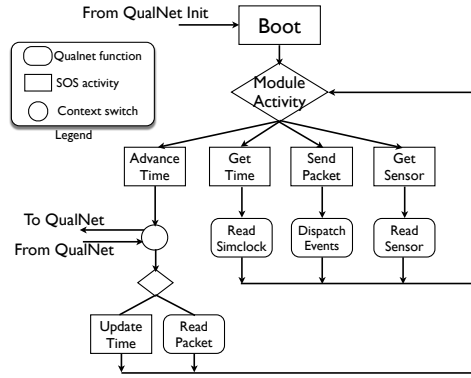 From QualNet Init
Boot
Qualnet function
SOS activity
Context switch
Legend
Module
Activity
Advance
Time
Get
Time
Send
Packet
Get
Sensor
Read
Simclock
Dispatch
Events
Read
Sensor
To QualNet
From QualNet
Update
Time
Read
Packet